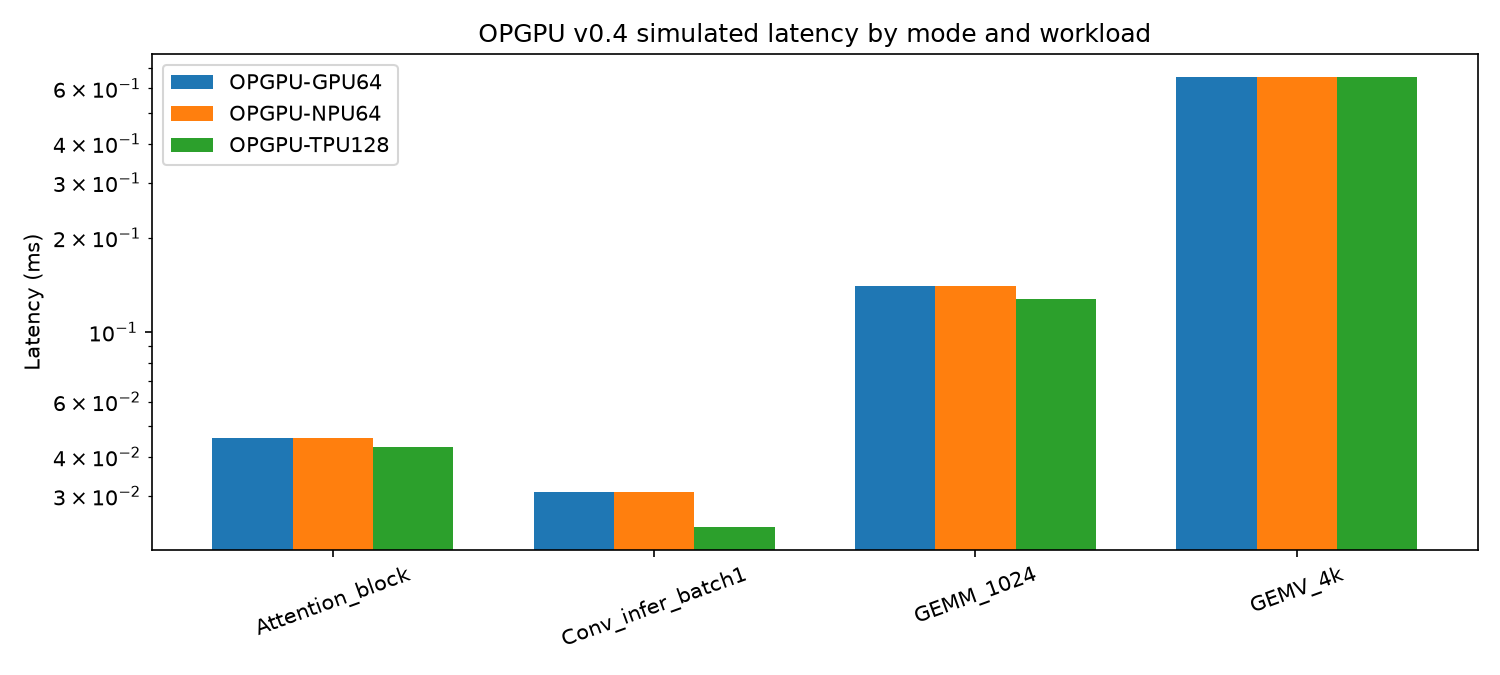 OPGPU v0.4 simulated latency by mode and workload
OPGPU-GPU64
OPGPU-NPU64
OPGPU-TPU128
Latency (ms)
6 × 10⁻¹
4 × 10⁻¹
3 × 10⁻¹
2 × 10⁻¹
10⁻¹
6 × 10⁻²
4 × 10⁻²
3 × 10⁻²
Attention_block
Conv_infer_batch1
GEMM_1024
GEMV_4k